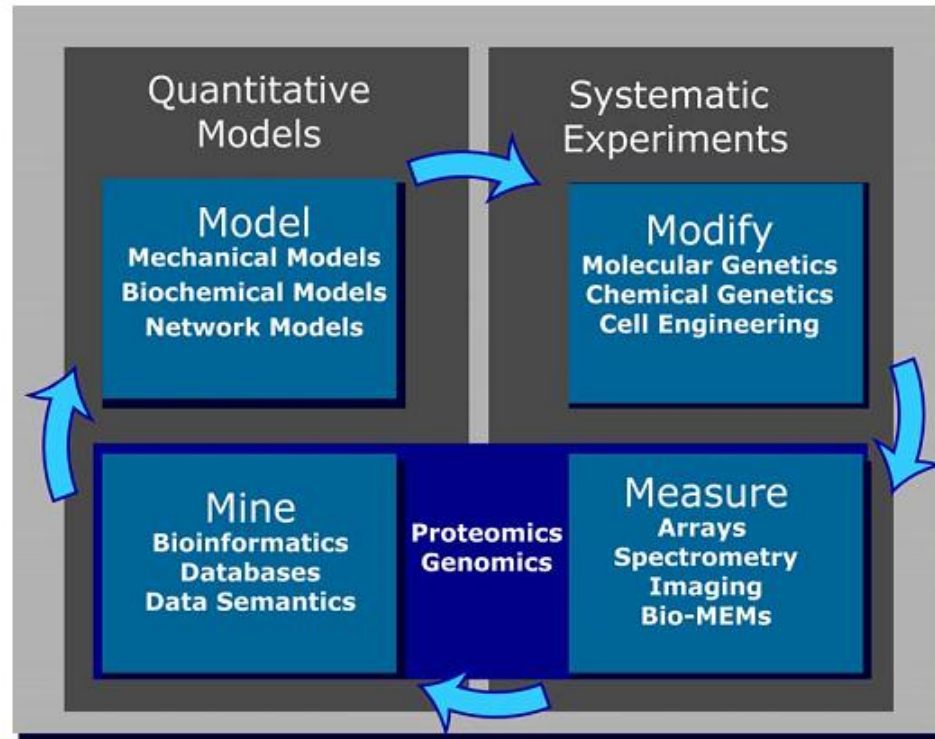 Quantitative
Models
Systematic
Experiments
Model
Mechanical Models
Biochemical Models
Network Models
Modify
Molecular Genetics
Chemical Genetics
Cell Engineering
Mine
Bioinformatics
Databases
Data Semantics
Proteomics
Genomics
Measure
Arrays
Spectrometry
Imaging
Bio-MEMs